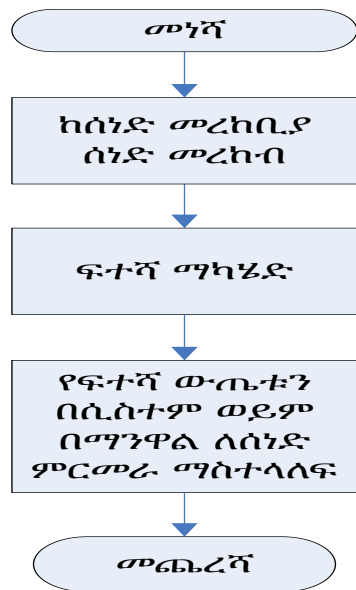 መነሻ
ከሰነድ መረከቢያ
ሰነድ መረከብ
ፍተሻ ማካሄድ
የፍተሻ ውጤቱን
በሲስተም ወይም
በማንዋል ለሰነድ
ምርመራ ማስተላለፍ
መጨረሻ